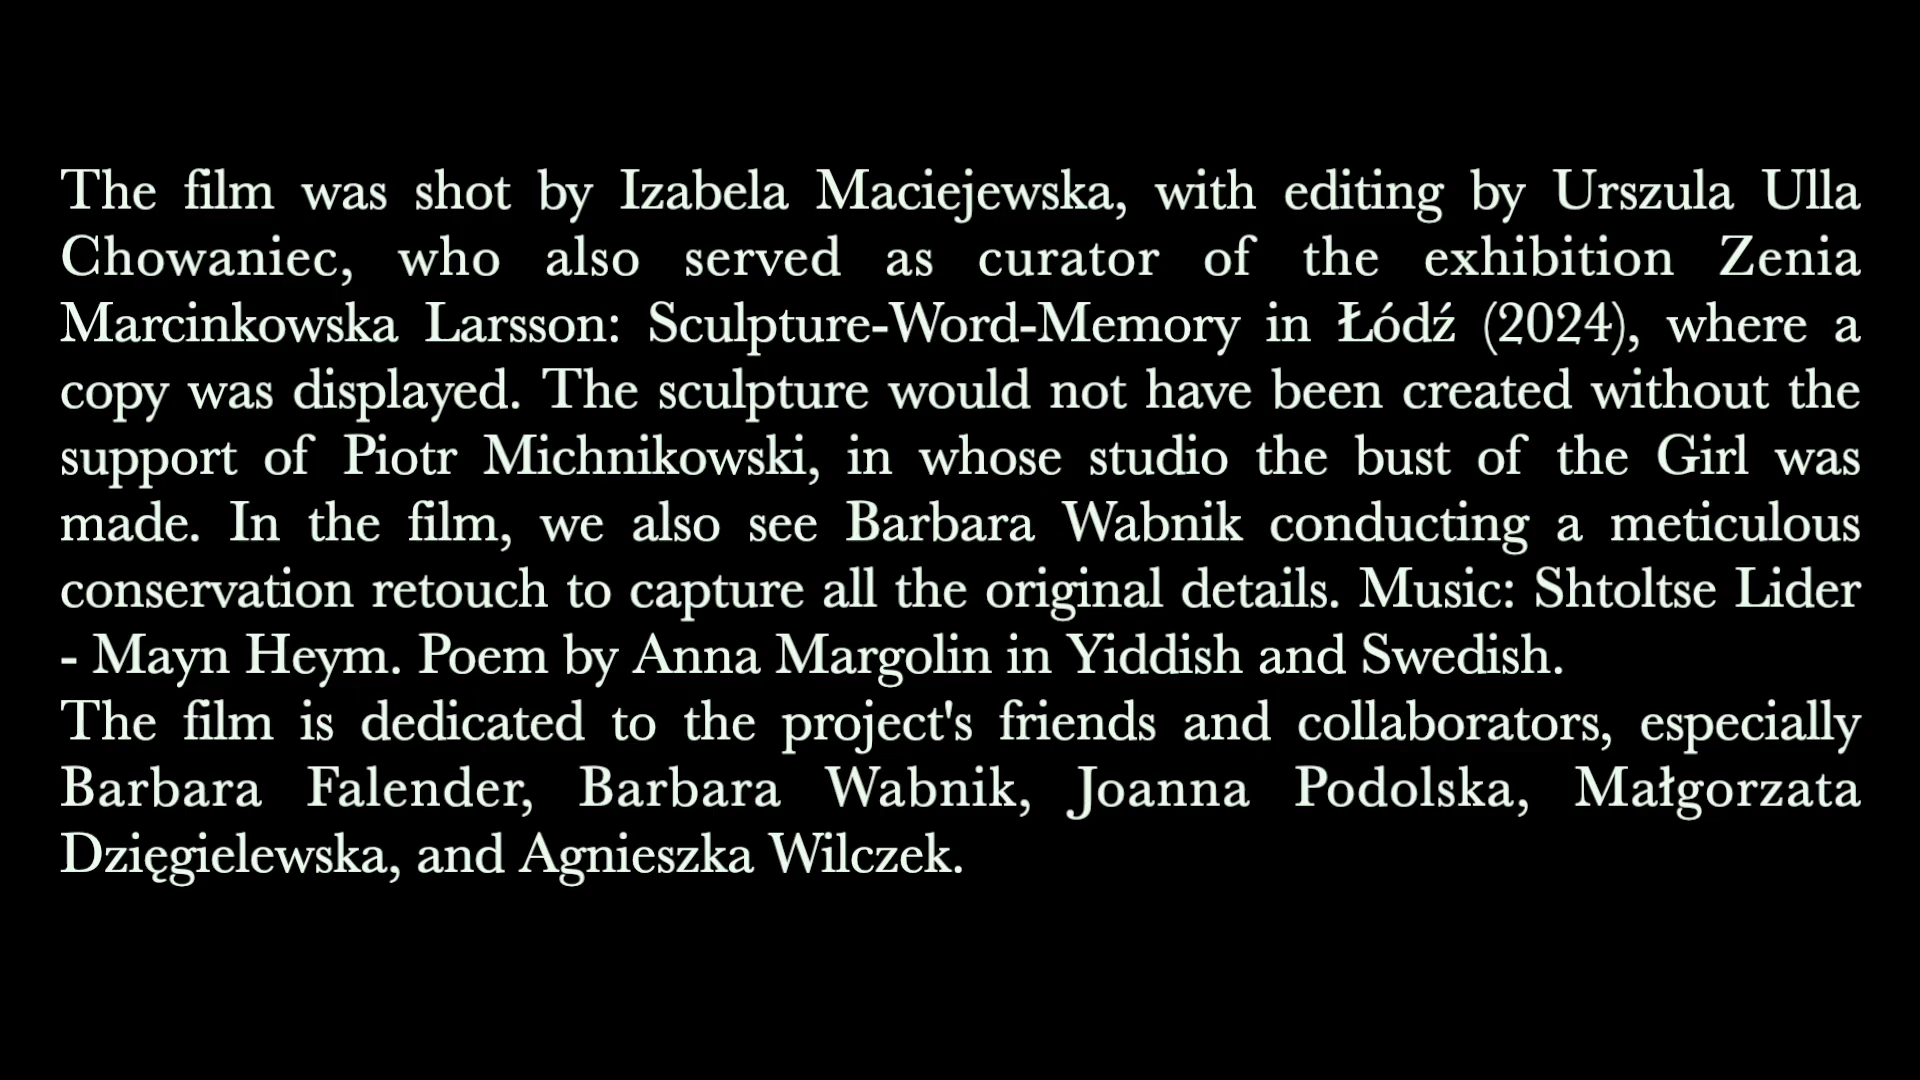 The film was shot by Izabela Maciejewska, with editing by Urszula Ulla
Chowaniec, who also served as curator of the exhibition Zenia
Marcinkowska Larsson: Sculpture-Word-Memory in Łódź (2024), where a
copy was displayed. The sculpture would not have been created without the
support of Piotr Michnikowski, in whose studio the bust of the Girl was
made. In the film, we also see Barbara Wabnik conducting a meticulous
conservation retouch to capture all the original details. Music: Shtoltse Lider
- Mayn Heym. Poem by Anna Margolin in Yiddish and Swedish.
The film is dedicated to the project's friends and collaborators, especially
Barbara Falender, Barbara Wabnik, Joanna Podolska, Małgorzata
Dzięgielewska, and Agnieszka Wilczek.